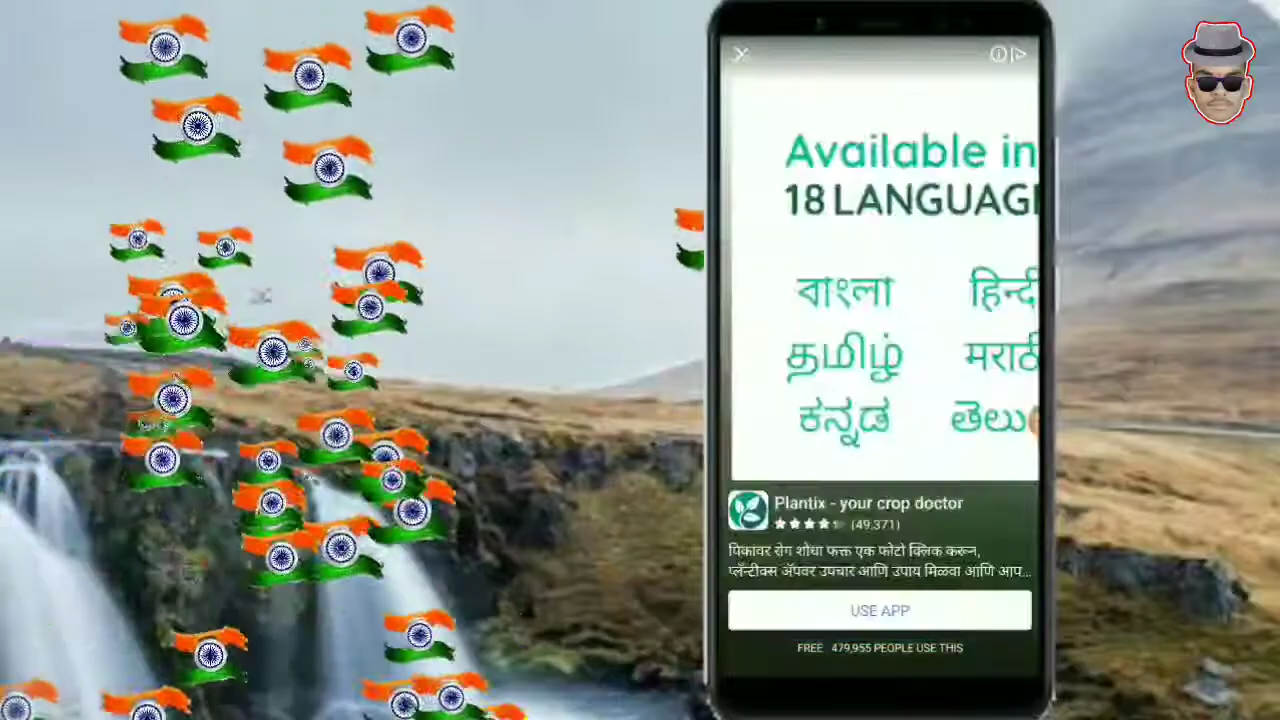 Available in
18 LANGUAG
বাংলা हिन्दी
தமிழ் मराठी
ಕನ್ನಡ తెలు
Plantix - your crop doctor
(49,371)
पिकांवर रोग शोधा फक्त एक फोटो क्लिक करून,
प्लँन्टीक्स ॲपवर उपचार आणि उपाय मिळवा आणि आप...
USE APP
FREE 479,955 PEOPLE USE THIS